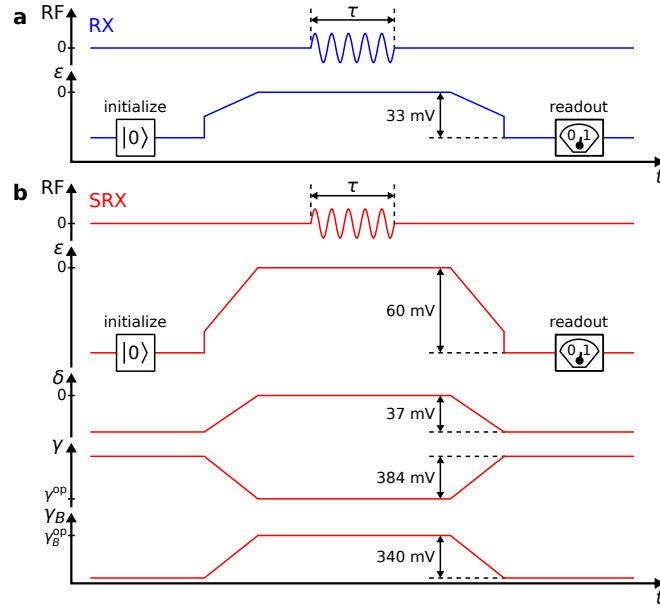 a
RF
RX
τ
0
ε
0
initialize
|0⟩
33 mV
readout
0 1
t
b
RF
SRX
τ
0
ε
0
initialize
|0⟩
60 mV
readout
0 1
δ
0
37 mV
γ
384 mV
γ^op
γ_B
γ_B^op
340 mV
t